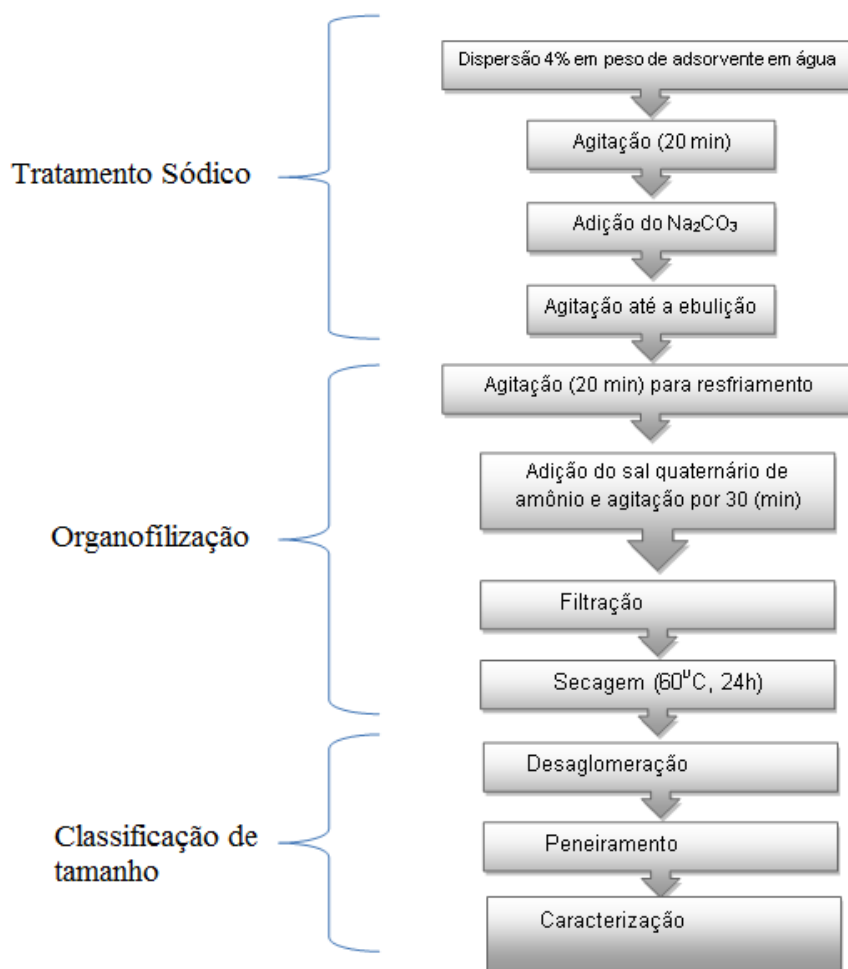 Dispersão 4% em peso de adsorvente em água
Agitação (20 min)
Tratamento Sódico
Adição do Na₂CO₃
Agitação até a ebulição
Agitação (20 min) para resfriamento
Adição do sal quaternário de
amônio e agitação por 30 (min)
Organofílização
Filtração
Secagem (60⁰C, 24h)
Desaglomeração
Classificação de
tamanho
Peneiramento
Caracterização